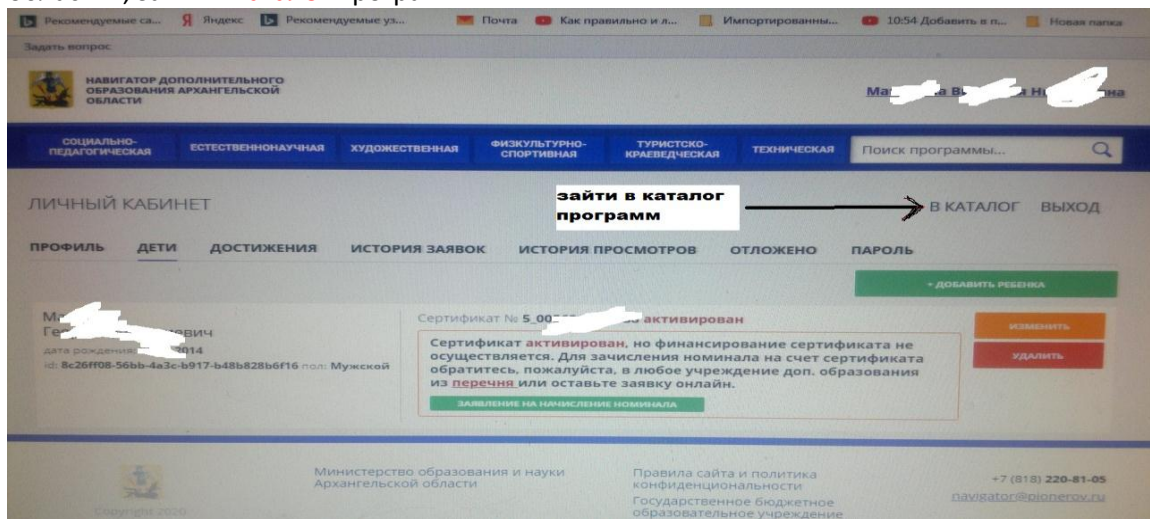 Рекомендуемые са... Яндекс Рекомендуемые уз... Почта Как правильно и л... Импортированны... 10:54 Добавить в п... Новая папка
Задать вопрос
НАВИГАТОР ДОПОЛНИТЕЛЬНОГО
ОБРАЗОВАНИЯ АРХАНГЕЛЬСКОЙ
ОБЛАСТИ
СОЦИАЛЬНО-
ПЕДАГОГИЧЕСКАЯ
ЕСТЕСТВЕННОНАУЧНАЯ
ХУДОЖЕСТВЕННАЯ
ФИЗКУЛЬТУРНО-
СПОРТИВНАЯ
ТУРИСТСКО-
КРАЕВЕДЧЕСКАЯ
ТЕХНИЧЕСКАЯ
Поиск программы...
зайти в каталог
программ
ЛИЧНЫЙ КАБИНЕТ
В КАТАЛОГ ВЫХОД
ПРОФИЛЬ ДЕТИ ДОСТИЖЕНИЯ ИСТОРИЯ ЗАЯВОК ИСТОРИЯ ПРОСМОТРОВ ОТЛОЖЕНО ПАРОЛЬ
+ ДОБАВИТЬ РЕБЕНКА
дата рождения: 2014
id: 8c26ff08-56bb-4a3c-b917-b48b828b6f16 пол: Мужской
Сертификат № активирован
Сертификат активирован, но финансирование сертификата не
осуществляется. Для зачисления номинала на счет сертификата
обратитесь, пожалуйста, в любое учреждение доп. образования
из перечня или оставьте заявку онлайн.
ЗАЯВЛЕНИЕ НА НАЧИСЛЕНИЕ НОМИНАЛА
ИЗМЕНИТЬ
УДАЛИТЬ
Copyright 2020
Министерство образования и науки
Архангельской области
Правила сайта и политика
конфиденциональности
Государственное бюджетное
образовательное учреждение
+7 (818) 220-81-05
navigator@pionerov.ru